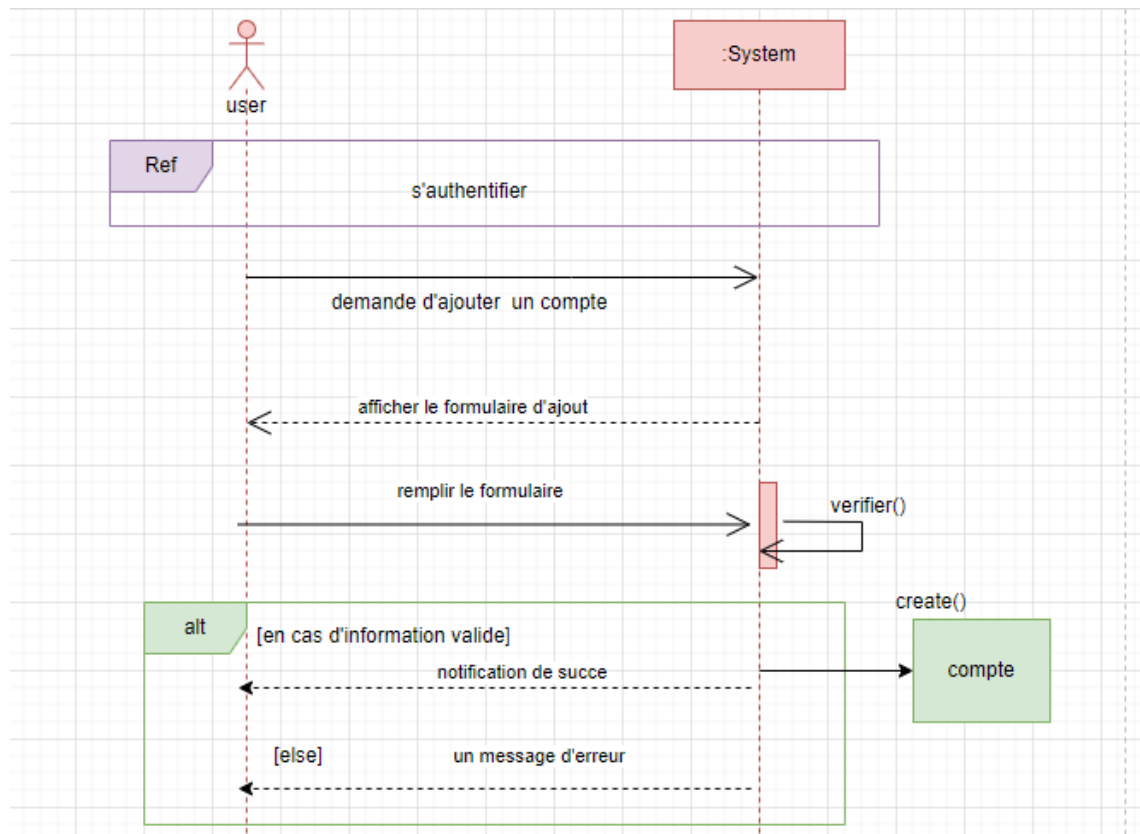 :System
user
Ref
s'authentifier
demande d'ajouter  un compte
afficher le formulaire d'ajout
remplir le formulaire
verifier()
create()
alt
[en cas d'information valide]
compte
notification de succe
[else]
un message d'erreur